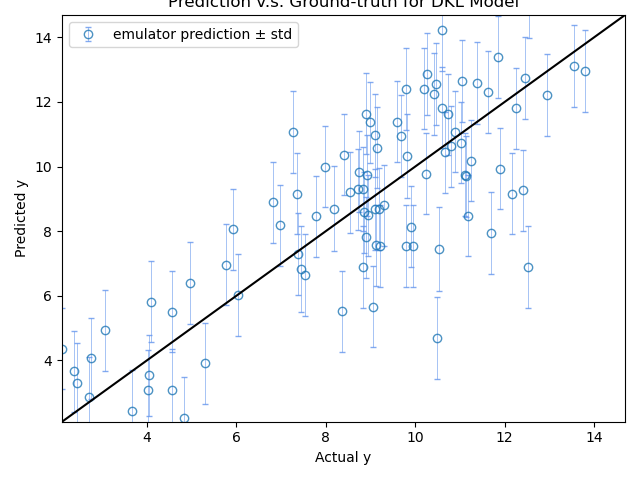 Prediction v.s. Ground-truth for DKL Model
emulator prediction ± std
14
12
10
8
6
4
Predicted y
4 6 8 10 12 14
Actual y